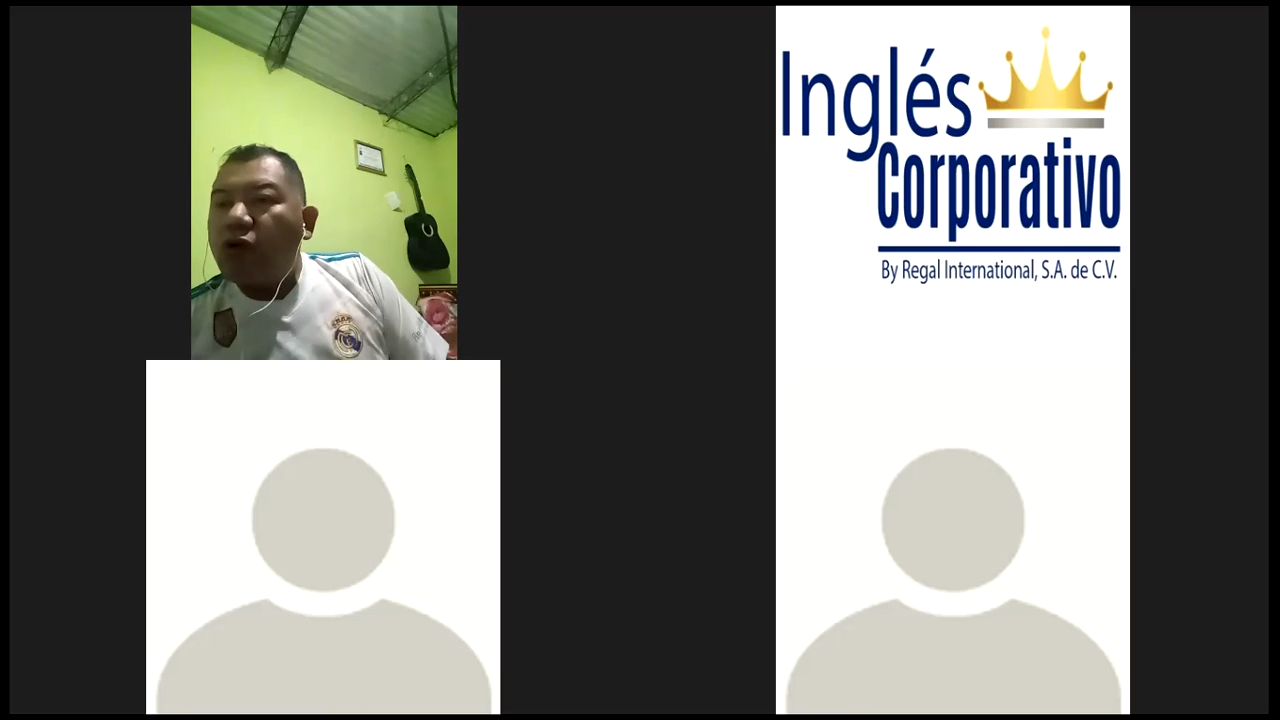 Inglés
Corporativo
By Regal International, S.A. de C.V.